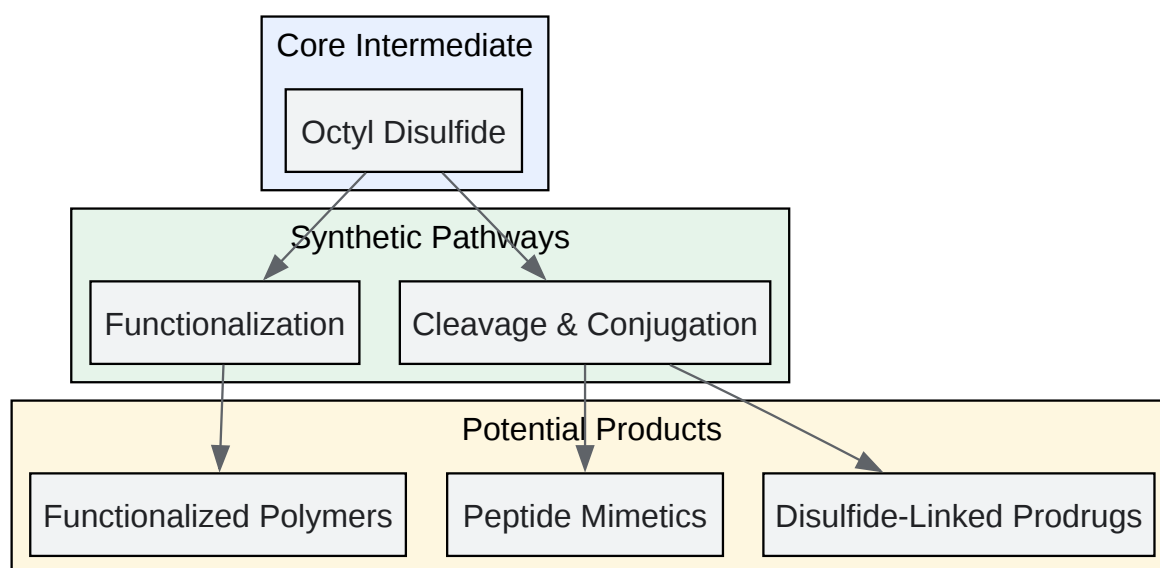 Core Intermediate
Octyl Disulfide
Synthetic Pathways
Functionalization
Cleavage & Conjugation
Potential Products
Functionalized Polymers
Peptide Mimetics
Disulfide-Linked Prodrugs